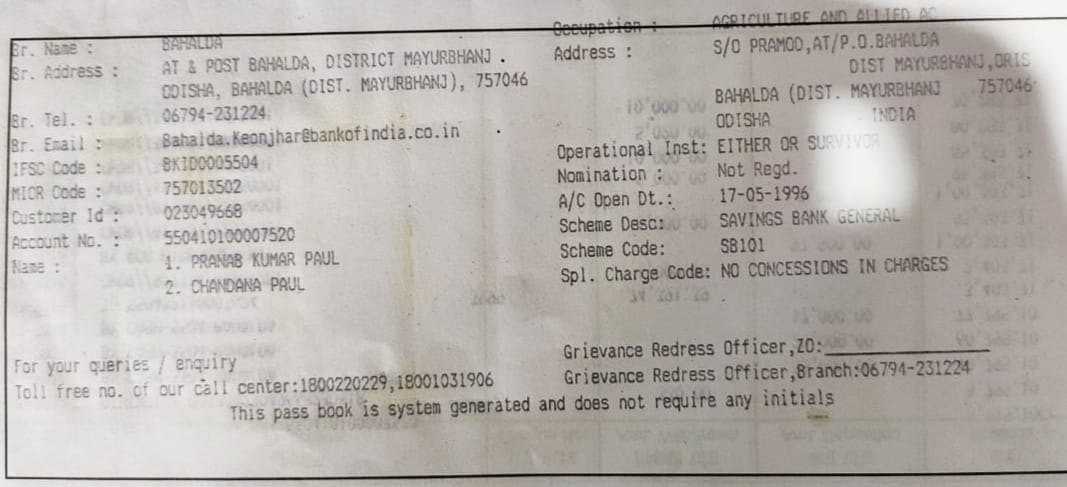 Br. Name : BAHALDA
Br. Address : AT & POST BAHALDA, DISTRICT MAYURBHANJ .
ODISHA, BAHALDA (DIST. MAYURBHANJ), 757046
Br. Tel. : 06794-231224
Br. Email : Bahalda.Keonjhar@bankofindia.co.in
IFSC Code : BKID0005504
MICR Code : 757013502
Customer Id : 023049668
Account No. : 550410100007520
Name : 1. PRANAB KUMAR PAUL
2. CHANDANA PAUL
Occupation : AGRICULTURE AND ALLIED AC
Address : S/O PRAMOD,AT/P.O.BAHALDA
DIST MAYURBHANJ,ORIS
BAHALDA (DIST. MAYURBHANJ 757046
ODISHA INDIA
Operational Inst: EITHER OR SURVIVOR
Nomination : Not Regd.
A/C Open Dt.: 17-05-1996
Scheme Desc: SAVINGS BANK GENERAL
Scheme Code: SB101
Spl. Charge Code: NO CONCESSIONS IN CHARGES
For your queries / enquiry
Toll free no. of our call center:1800220229,18001031906
Grievance Redress Officer,ZO:
Grievance Redress Officer,Branch:06794-231224
This pass book is system generated and does not require any initials